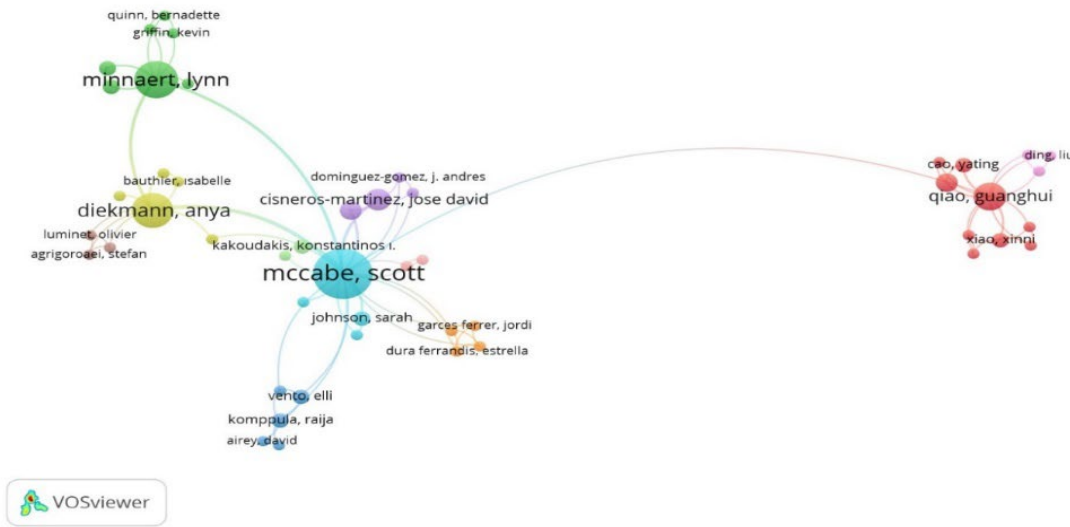 quinn, bernadette
griffin, kevin
minnaert, lynn
bauthier, isabelle
diekmann, anya
luminet, olivier
agrigoroaei, stefan
dominguez-gomez, j. andres
cisneros-martinez, jose david
kakoudakis, konstantinos i.
mccabe, scott
johnson, sarah
garces ferrer, jordi
dura ferrandis, estrella
vento, elli
komppula, raija
airey, david
cao, yating
ding, liu
qiao, guanghui
xiao, xinni
VOSviewer